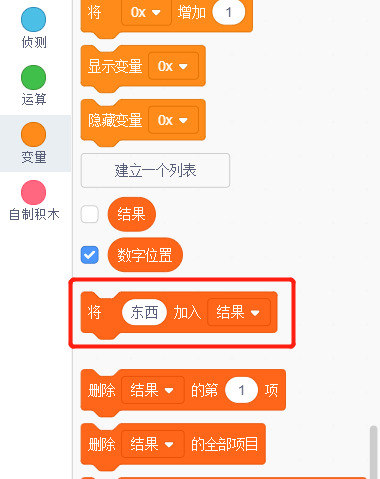 将 0x 增加 1
侦测
显示变量 0x
运算
隐藏变量 0x
变量
建立一个列表
自制积木
结果
数字位置
将 东西 加入 结果
删除 结果 的第 1 项
删除 结果 的全部项目